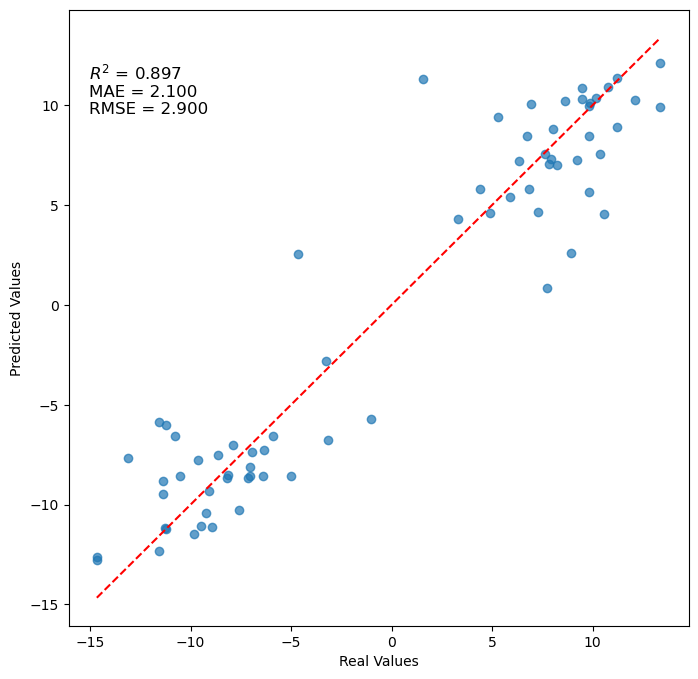 R² = 0.897
MAE = 2.100
RMSE = 2.900
Predicted Values
10
5
0
−5
−10
−15
−15
−10
−5
0
5
10
Real Values